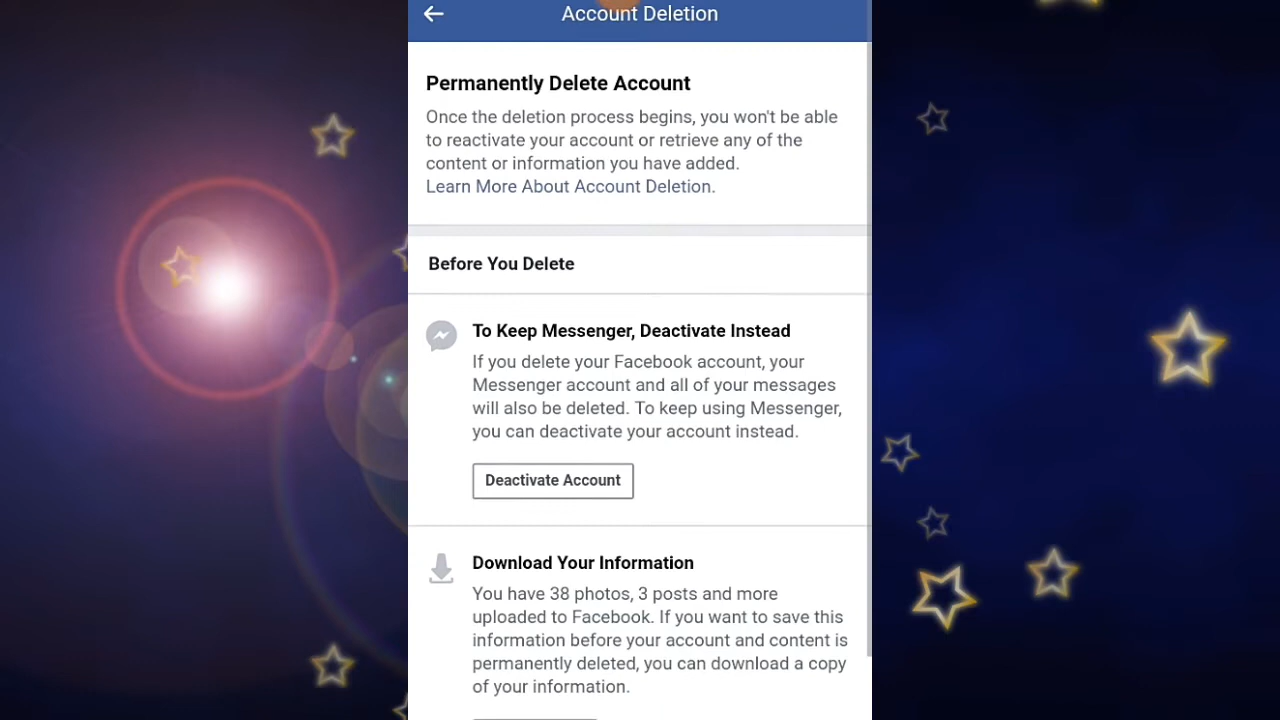 Account Deletion
Permanently Delete Account
Once the deletion process begins, you won't be able
to reactivate your account or retrieve any of the
content or information you have added.
Learn More About Account Deletion.
Before You Delete
To Keep Messenger, Deactivate Instead
If you delete your Facebook account, your
Messenger account and all of your messages
will also be deleted. To keep using Messenger,
you can deactivate your account instead.
Deactivate Account
Download Your Information
You have 38 photos, 3 posts and more
uploaded to Facebook. If you want to save this
information before your account and content is
permanently deleted, you can download a copy
of your information.